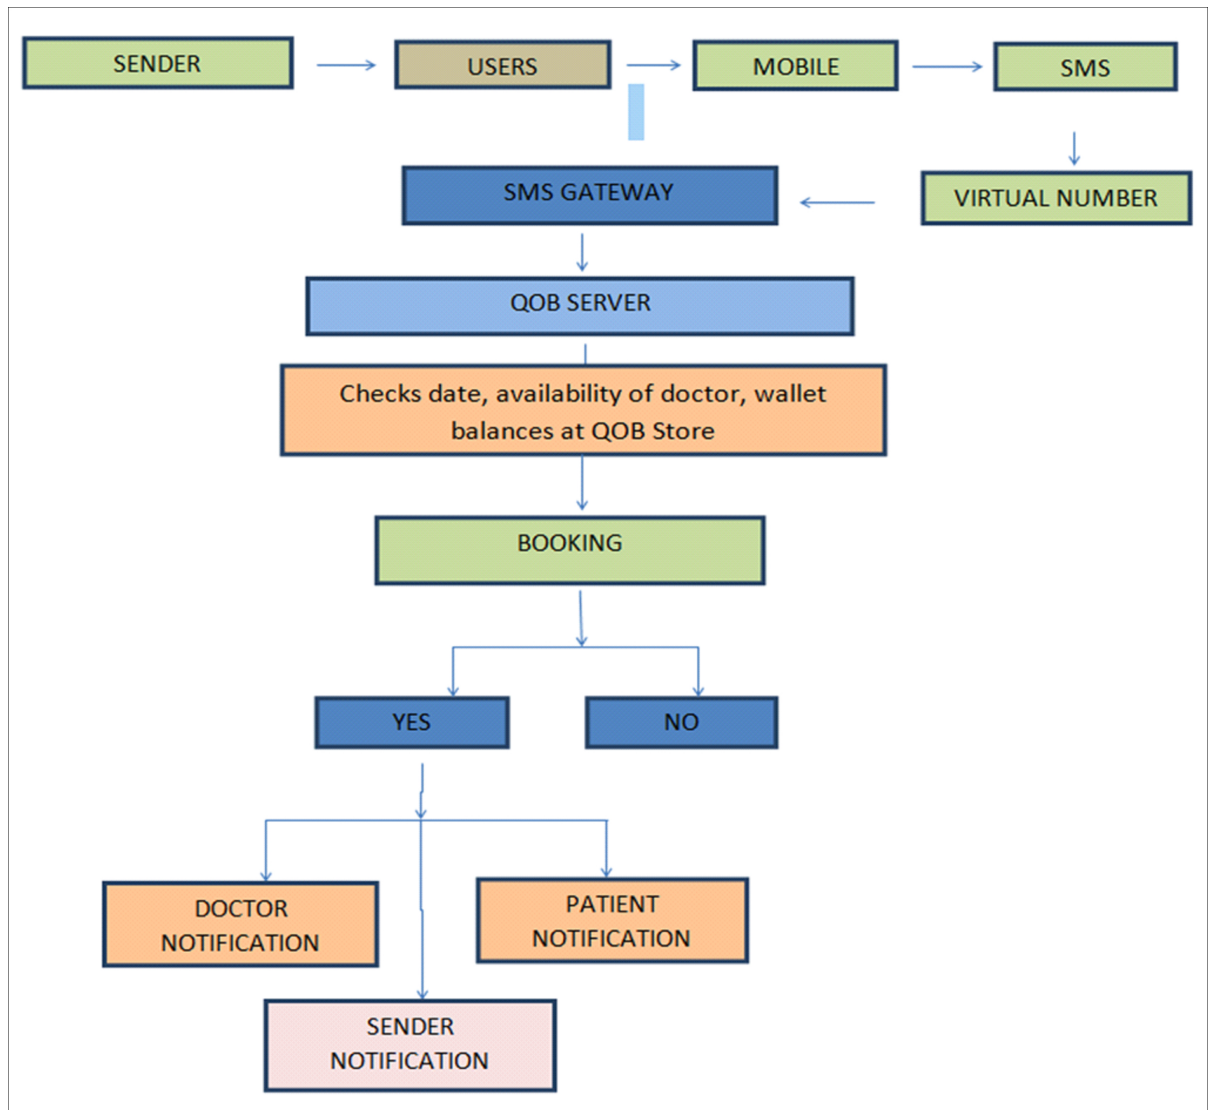 SENDER
USERS
MOBILE
SMS
VIRTUAL NUMBER
SMS GATEWAY
QOB SERVER
Checks date, availability of doctor, wallet
balances at QOB Store
BOOKING
YES
NO
DOCTOR
NOTIFICATION
PATIENT
NOTIFICATION
SENDER
NOTIFICATION